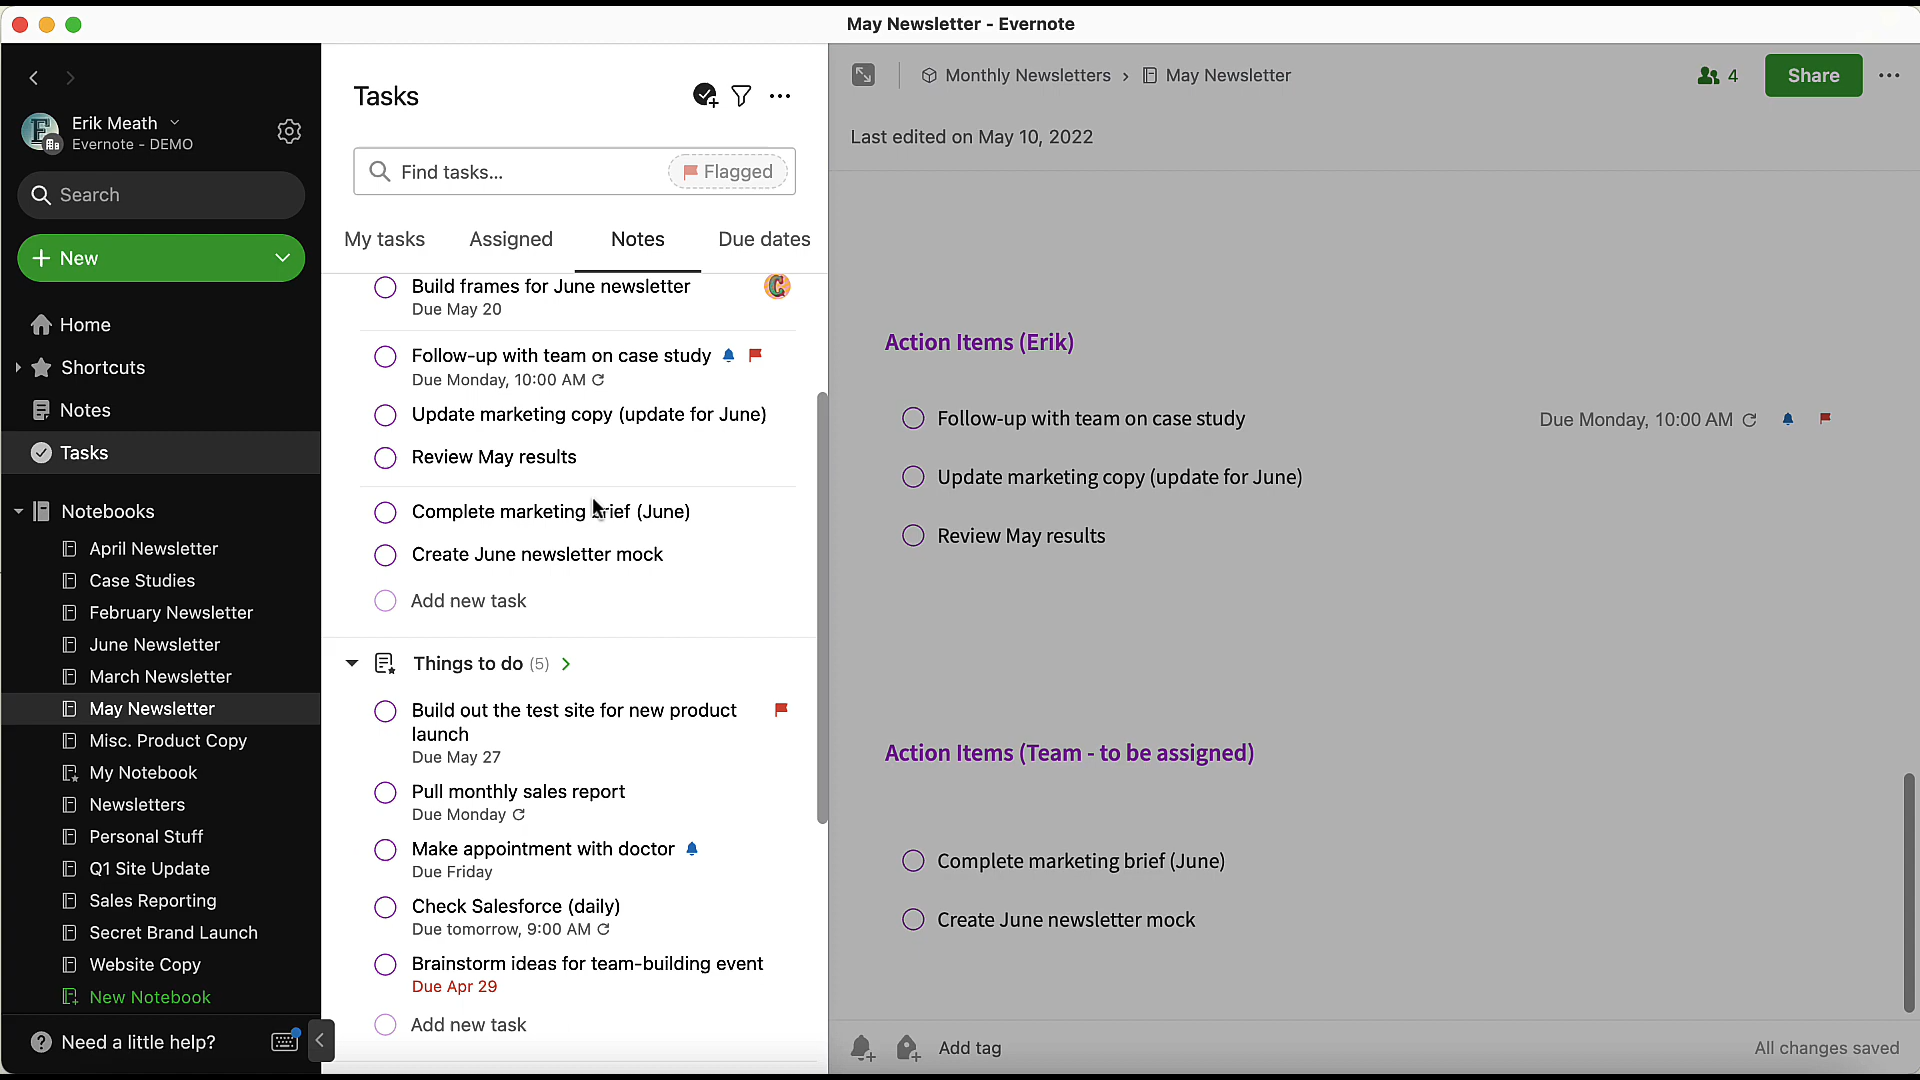 May Newsletter - Evernote
Erik Meath
Evernote - DEMO
Search
New
Home
Shortcuts
Notes
Tasks
Notebooks
April Newsletter
Case Studies
February Newsletter
June Newsletter
March Newsletter
May Newsletter
Misc. Product Copy
My Notebook
Newsletters
Personal Stuff
Q1 Site Update
Sales Reporting
Secret Brand Launch
Website Copy
New Notebook
Need a little help?
Tasks
Find tasks...
Flagged
My tasks Assigned Notes Due dates
Build frames for June newsletter
Due May 20
Follow-up with team on case study
Due Monday, 10:00 AM
Update marketing copy (update for June)
Review May results
Complete marketing brief (June)
Create June newsletter mock
Add new task
Things to do (5)
Build out the test site for new product
launch
Due May 27
Pull monthly sales report
Due Monday
Make appointment with doctor
Due Friday
Check Salesforce (daily)
Due tomorrow, 9:00 AM
Brainstorm ideas for team-building event
Due Apr 29
Add new task
Monthly Newsletters > May Newsletter
4
Share
Last edited on May 10, 2022
Action Items (Erik)
Follow-up with team on case study Due Monday, 10:00 AM
Update marketing copy (update for June)
Review May results
Action Items (Team - to be assigned)
Complete marketing brief (June)
Create June newsletter mock
Add tag
All changes saved